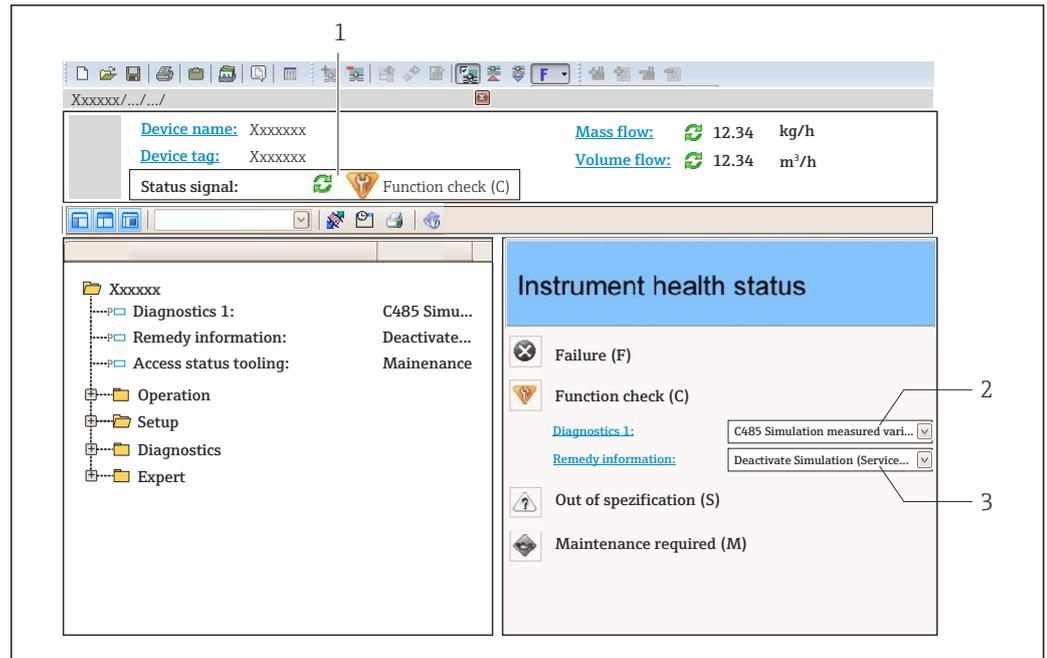 1
F
Xxxxxx/.../.../
Device name: Xxxxxxx
Mass flow: 12.34 kg/h
Device tag: Xxxxxxx
Volume flow: 12.34 m³/h
Status signal: Function check (C)
Xxxxxx
Diagnostics 1: C485 Simu...
Remedy information: Deactivate...
Access status tooling: Mainenance
Operation
Setup
Diagnostics
Expert
Instrument health status
Failure (F)
Function check (C)
2
Diagnostics 1: C485 Simulation measured vari...
Remedy information: Deactivate Simulation (Service...
Out of spezification (S)
3
Maintenance required (M)